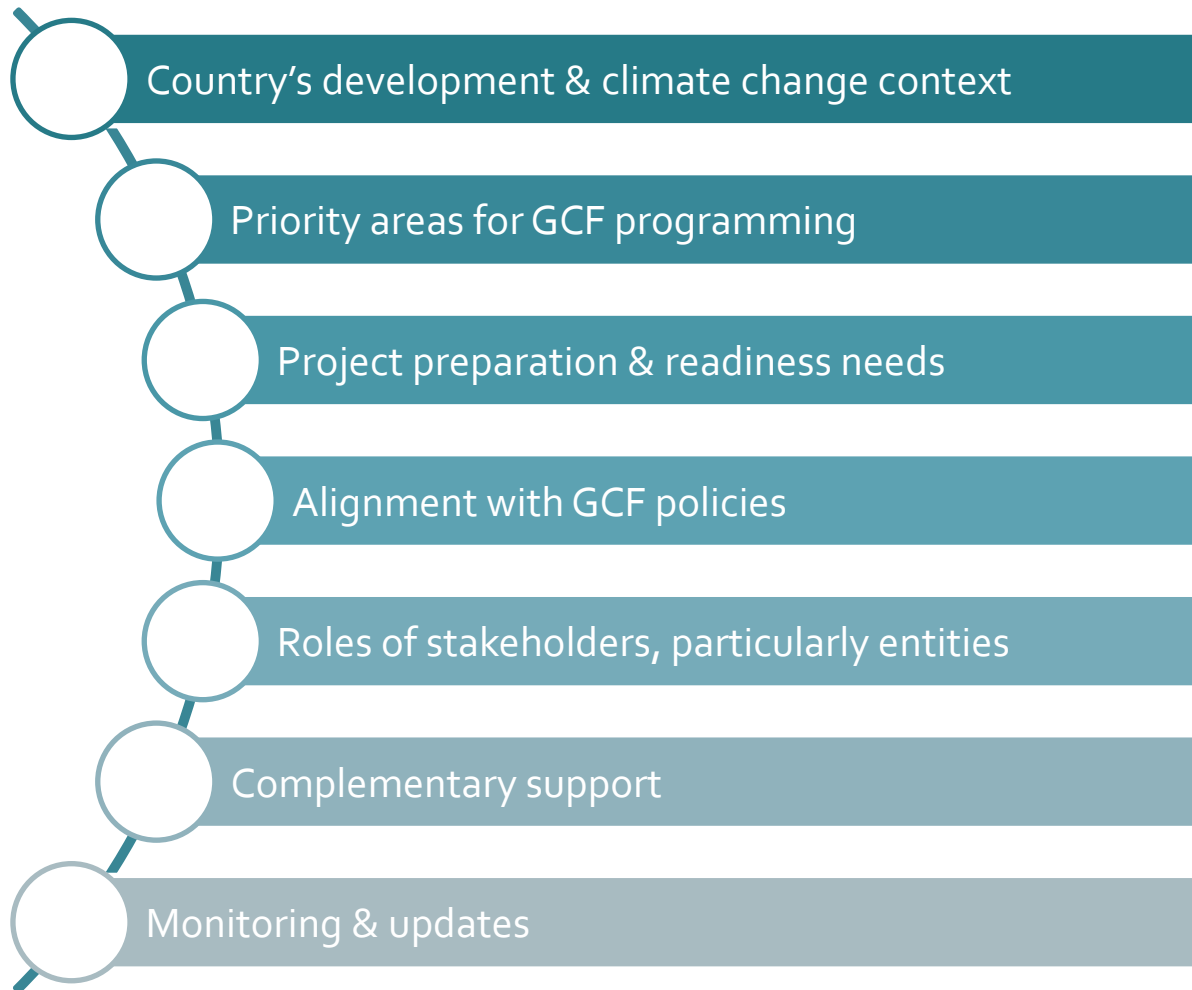 Country’s development & climate change context
Priority areas for GCF programming
Project preparation & readiness needs
Alignment with GCF policies
Roles of stakeholders, particularly entities
Complementary support
Monitoring & updates